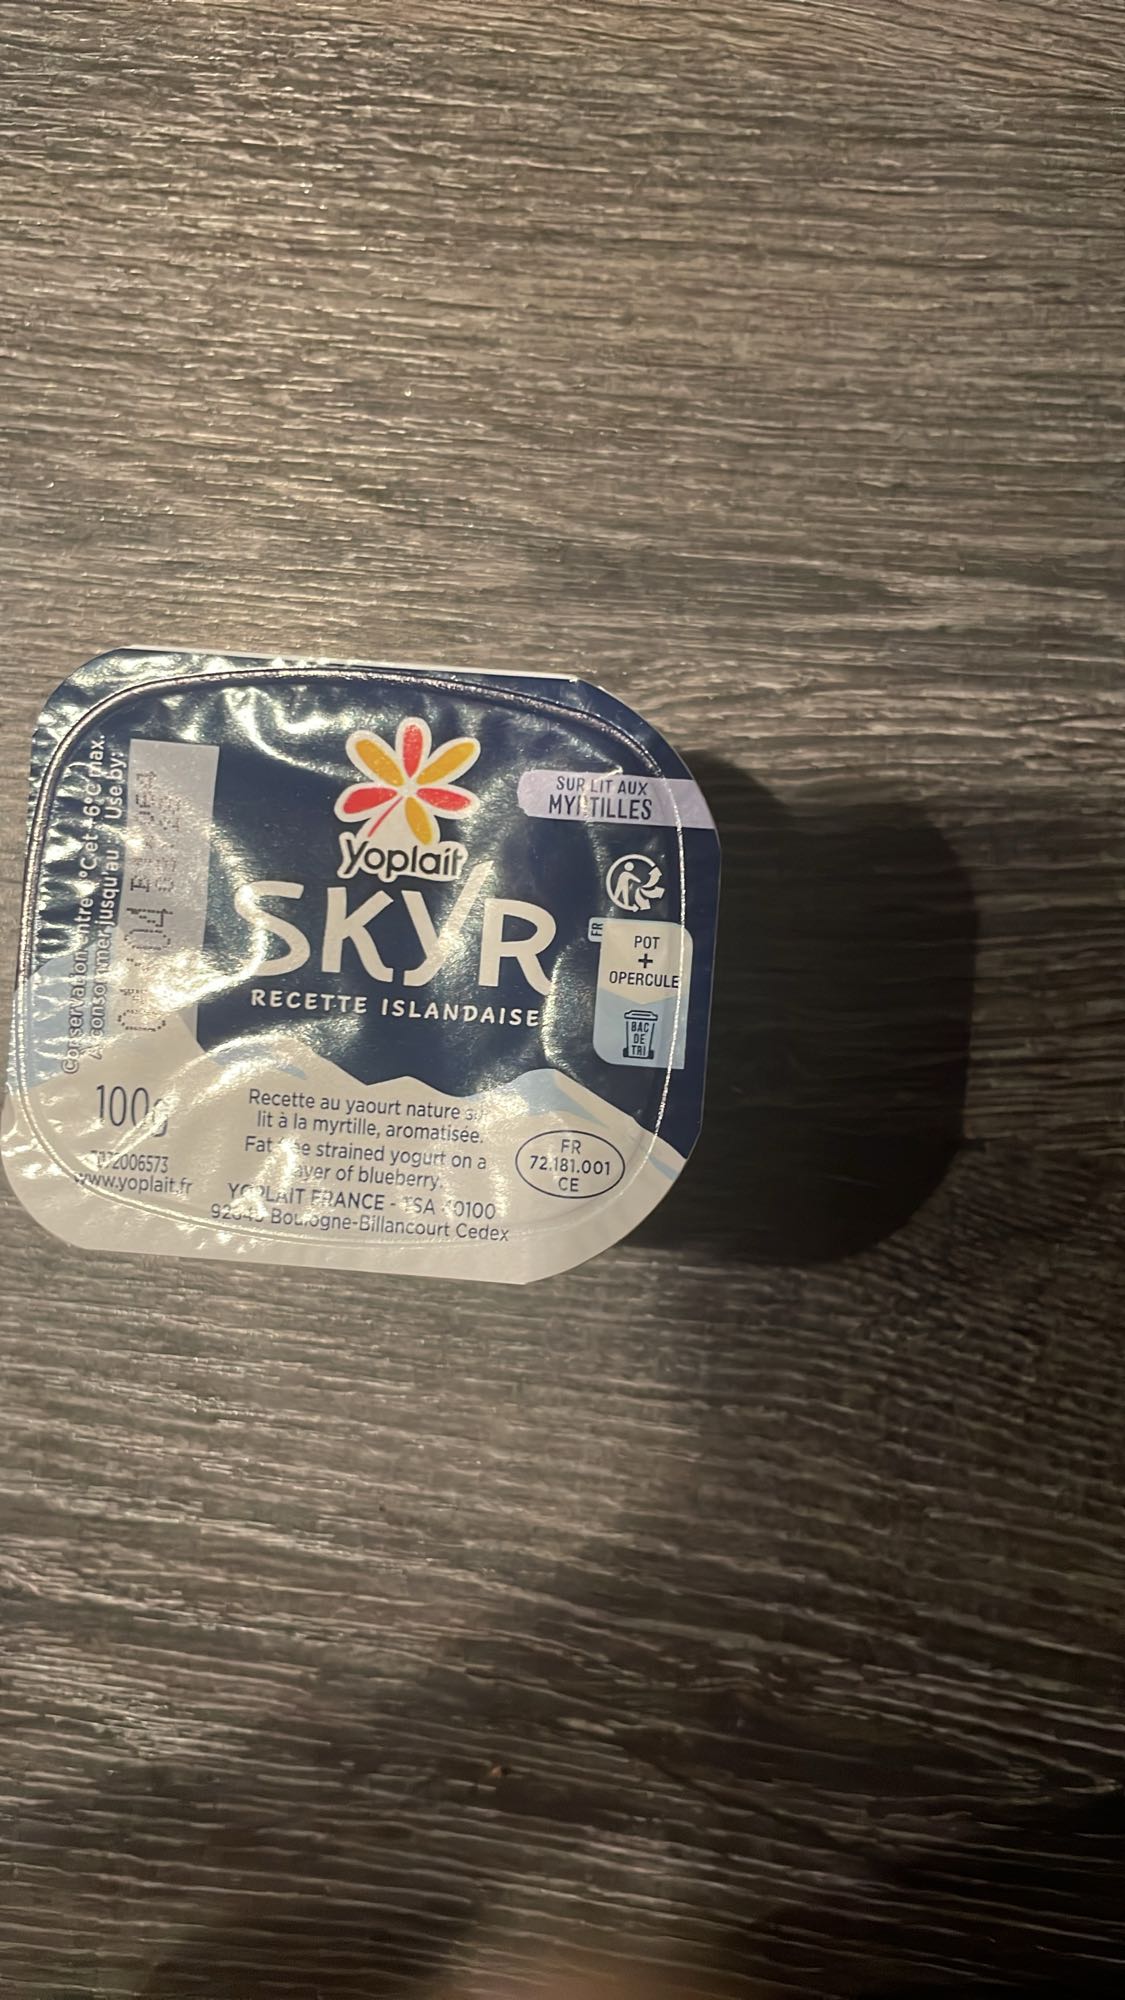 Yoplait
SKYR
RECETTE ISLANDAISE
SUR LIT AUX
MYRTILLES
FR
POT
+
OPERCULE
BAC
DE
TRI
Conservation entre et +6°C max.
A consommer jusqu'au: / Use by:
100g
www.yoplait.fr
Recette au yaourt nature sur
lit à la myrtille, aromatisée.
Fat free strained yogurt on a
layer of blueberry.
YOPLAIT FRANCE - TSA
Boulogne-Billancourt Cedex
FR
72.181.001
CE